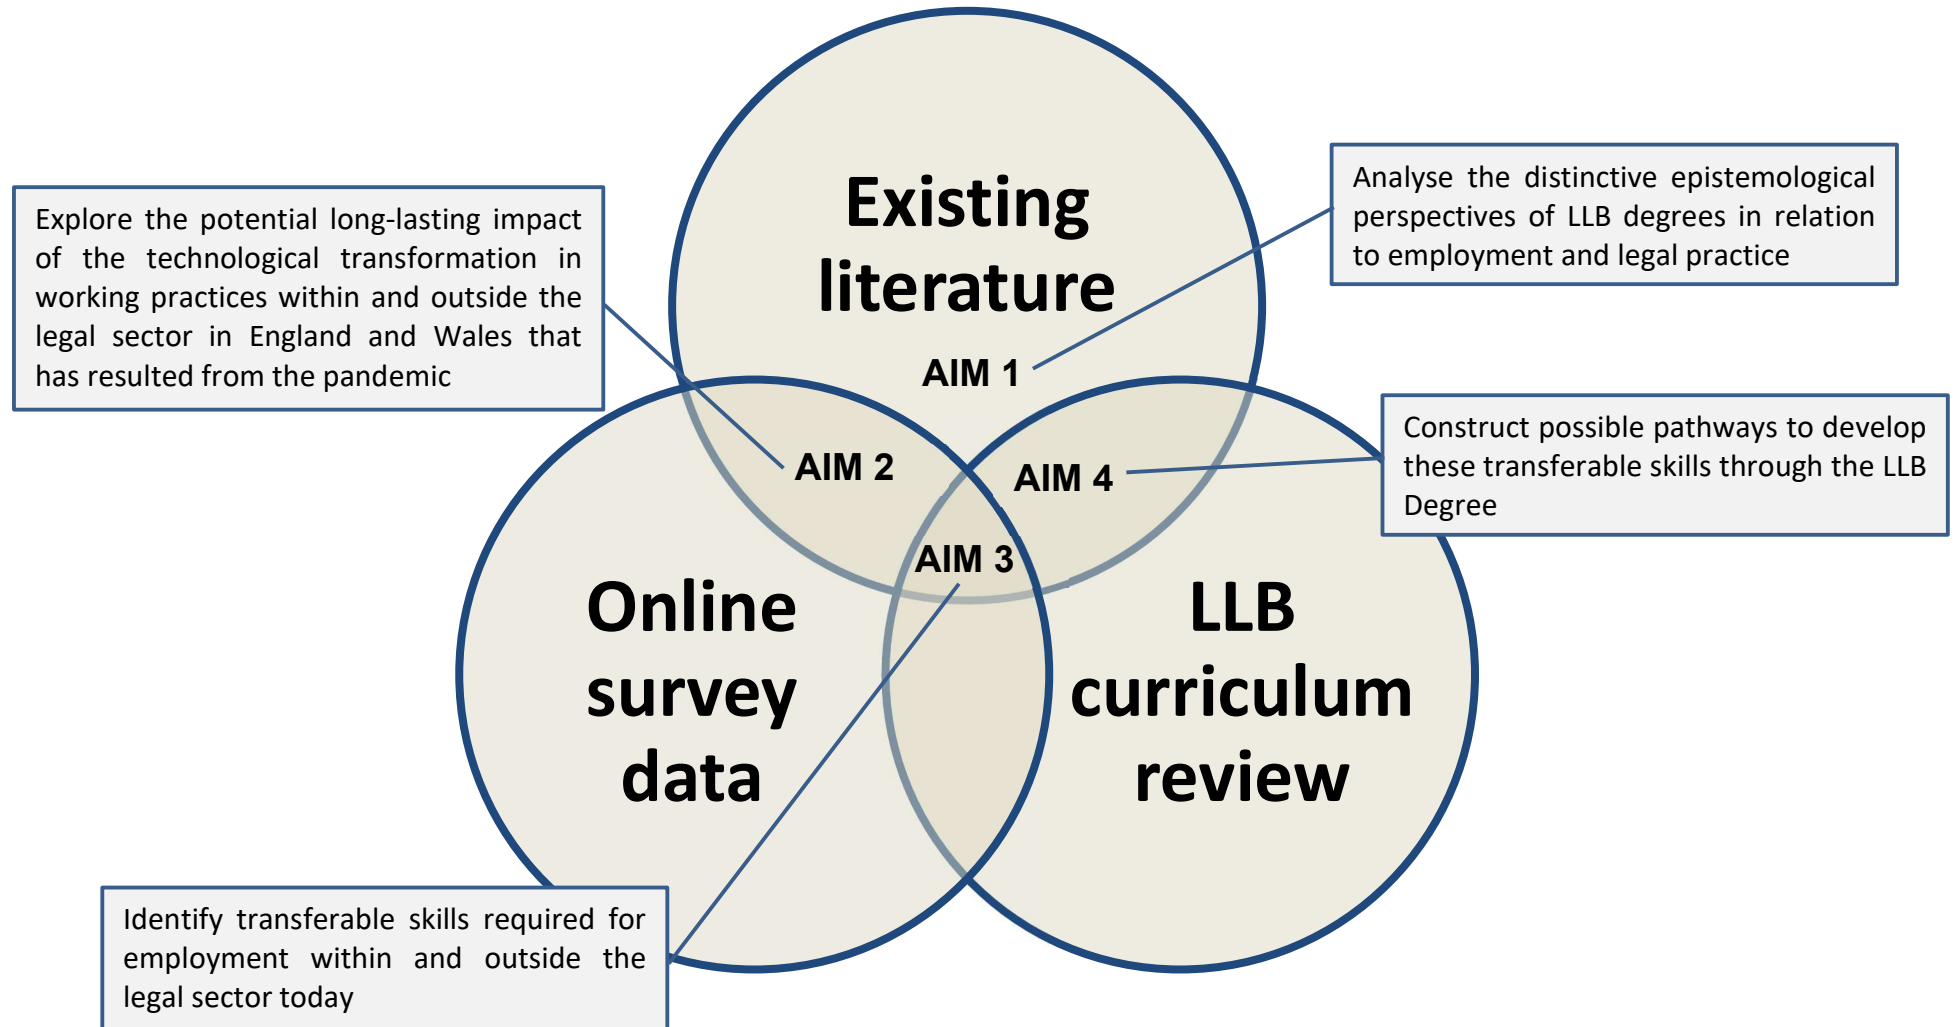 Existing
literature
Analyse the distinctive epistemological
perspectives of LLB degrees in relation
to employment and legal practice
Explore the potential long-lasting impact
of the technological transformation in
working practices within and outside the
legal sector in England and Wales that
has resulted from the pandemic
AIM 1
AIM 2
AIM 4
Construct possible pathways to develop
these transferable skills through the LLB
Degree
AIM 3
Online
survey
data
LLB
curriculum
review
Identify transferable skills required for
employment within and outside the
legal sector today